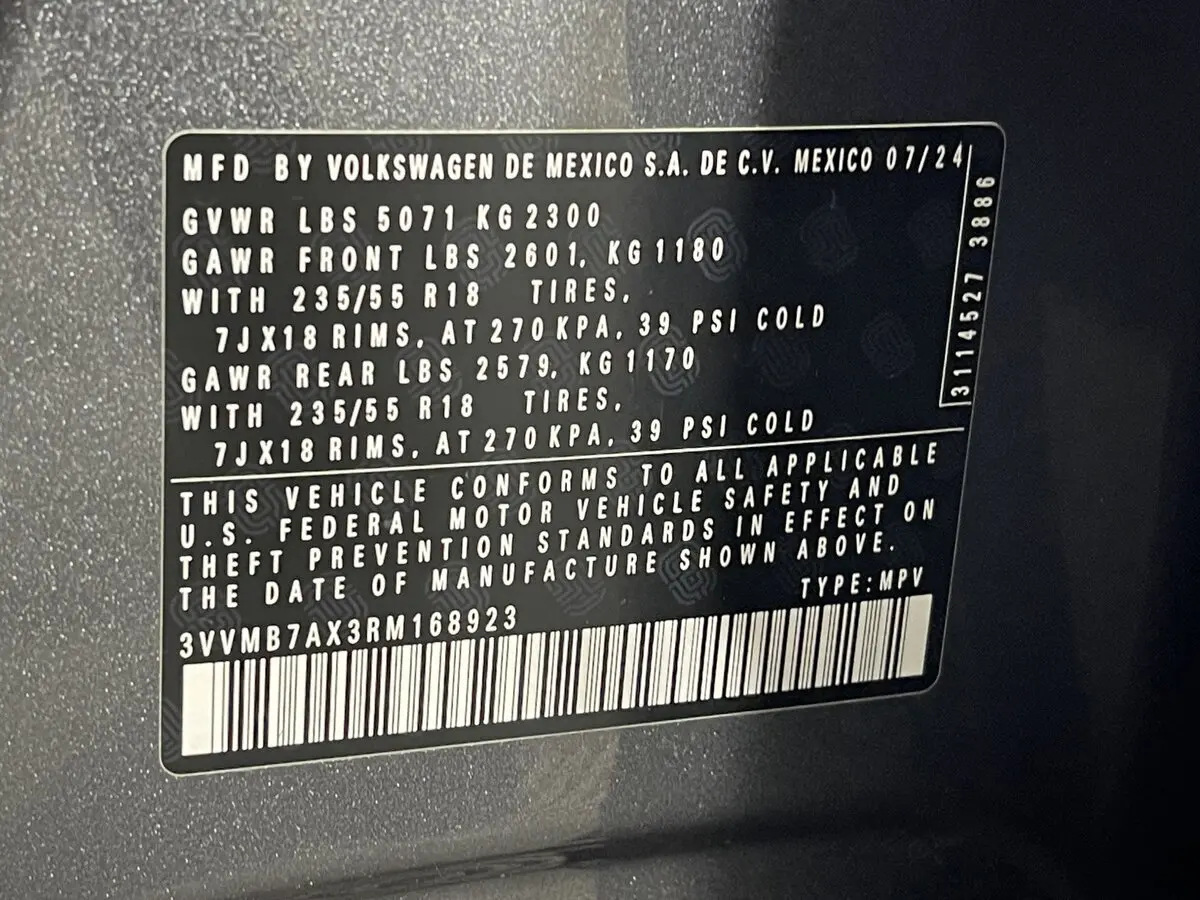 MFD BY VOLKSWAGEN DE MEXICO S.A. DE C.V. MEXICO 07/24
GVWR LBS 5071 KG 2300
GAWR FRONT LBS 2601, KG 1180
WITH 235/55 R18 TIRES,
7JX18 RIMS, AT 270 KPA, 39 PSI COLD
GAWR REAR LBS 2579, KG 1170
WITH 235/55 R18 TIRES,
7JX18 RIMS, AT 270 KPA, 39 PSI COLD
3114527 3886
THIS VEHICLE CONFORMS TO ALL APPLICABLE
U.S. FEDERAL MOTOR VEHICLE SAFETY AND
THEFT PREVENTION STANDARDS IN EFFECT ON
THE DATE OF MANUFACTURE SHOWN ABOVE.
TYPE: MPV
3VVMB7AX3RM168923